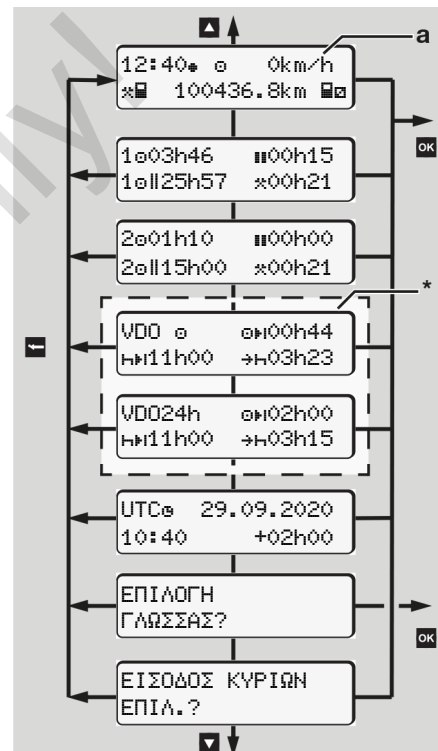 a
12:40 0km/h
100436.8km
OK
1 03h46 00h15
1 25h57 00h21
2 01h10 00h00
2 15h00 00h21
*
VDO 00h44
11h00 03h23
VDO24h 02h00
11h00 03h15
UTC 29.09.2020
10:40 +02h00
ΕΠΙΛΟΓΗ
ΓΛΩΣΣΑΣ?
OK
ΕΙΣΟΔΟΣ ΚΥΡΙΩΝ
ΕΠΙΛ.?